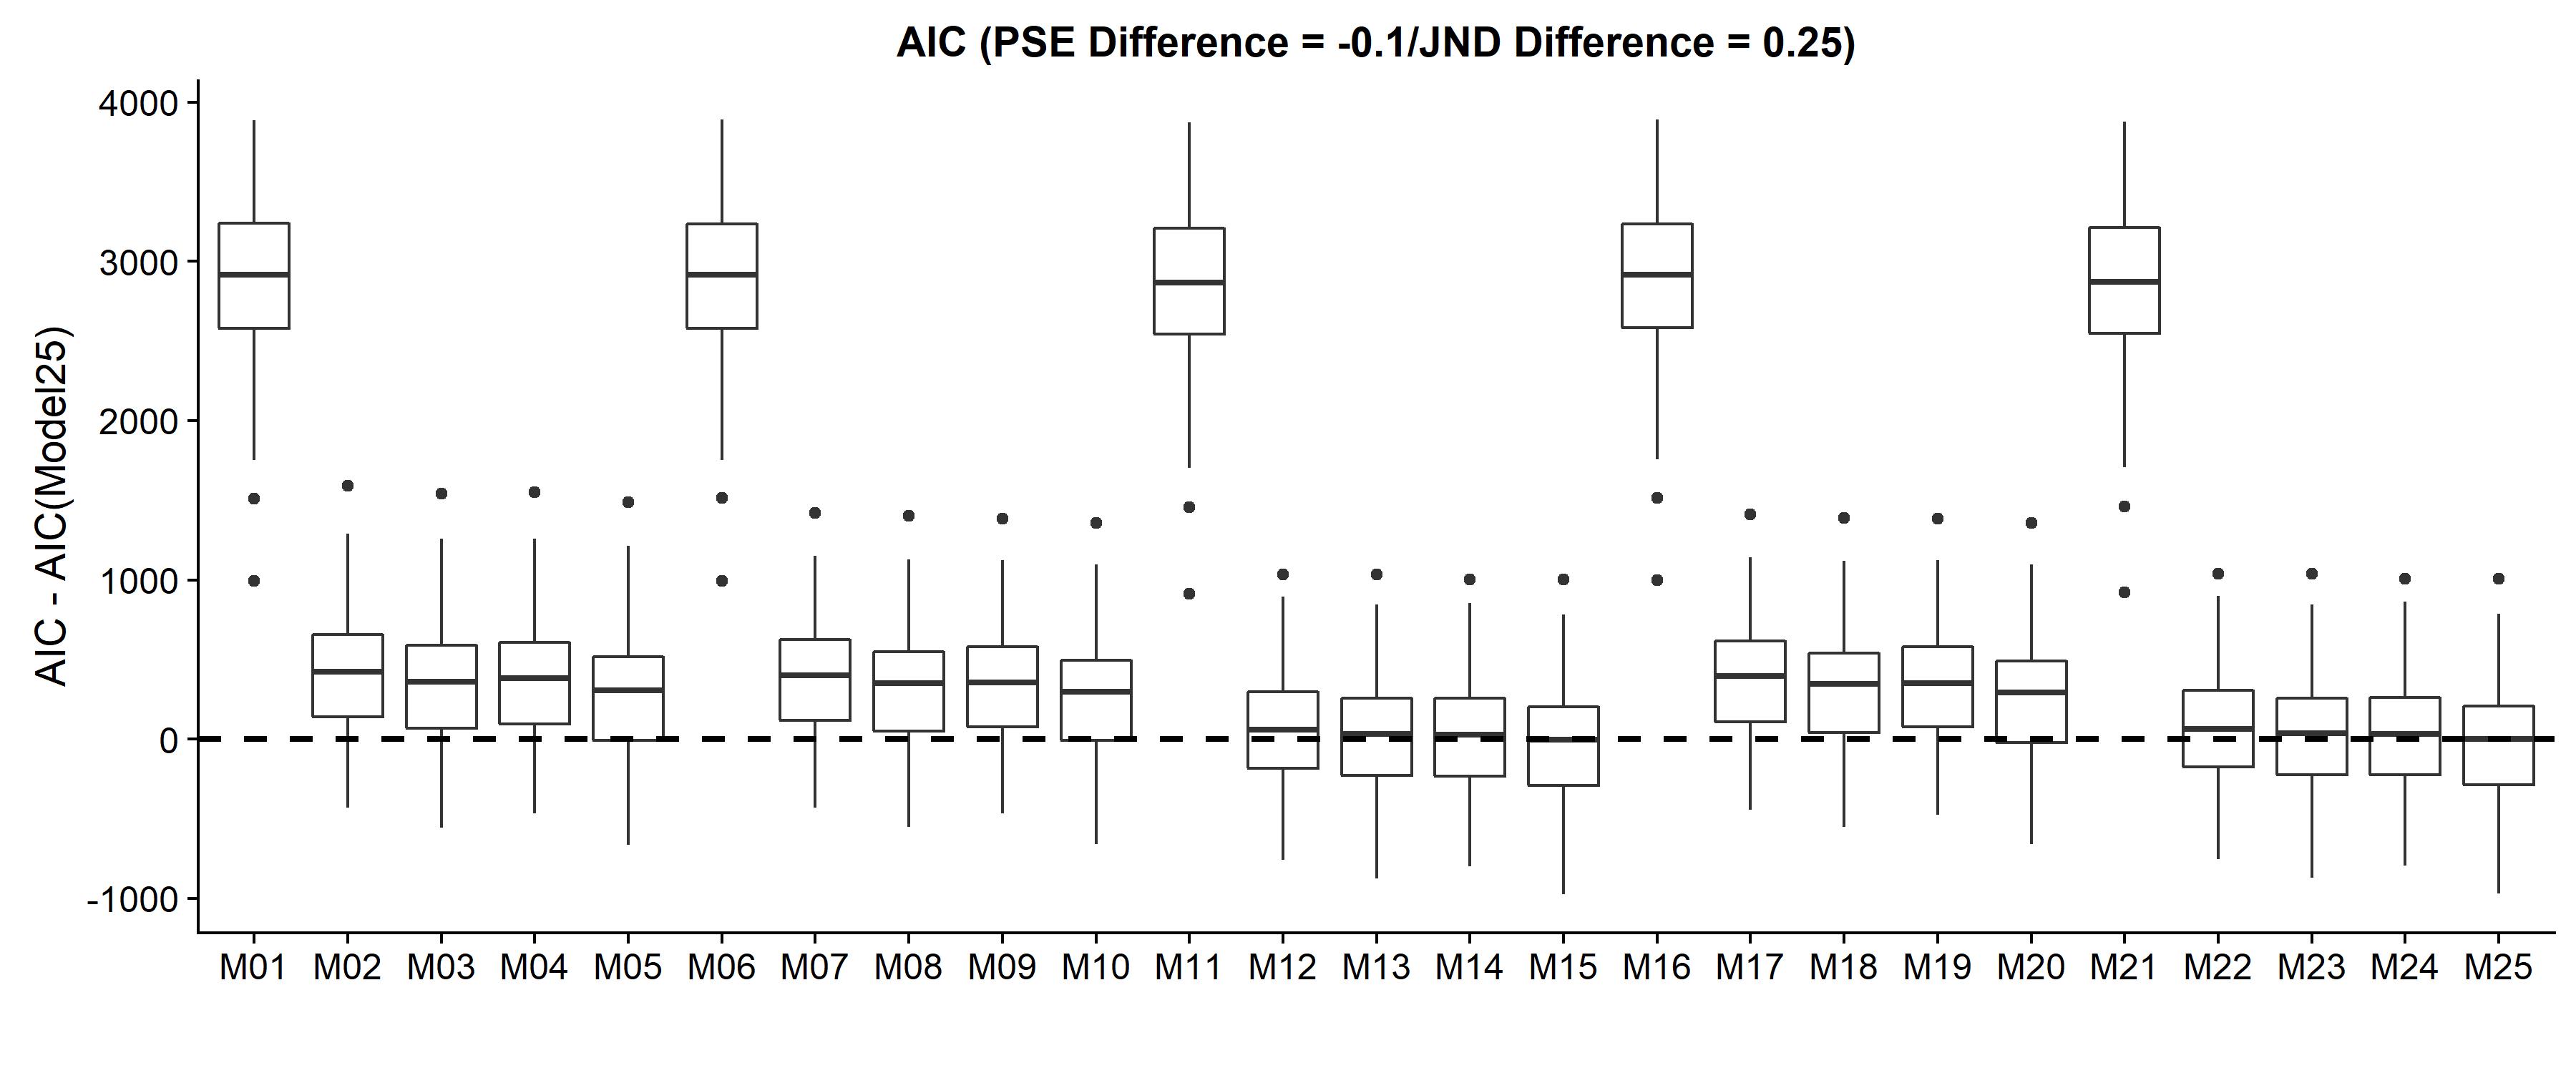 AIC (PSE Difference = -0.1/JND Difference = 0.25)
AIC - AIC(Model25)
4000
3000
2000
1000
0
-1000
M01 M02 M03 M04 M05 M06 M07 M08 M09 M10 M11 M12 M13 M14 M15 M16 M17 M18 M19 M20 M21 M22 M23 M24 M25